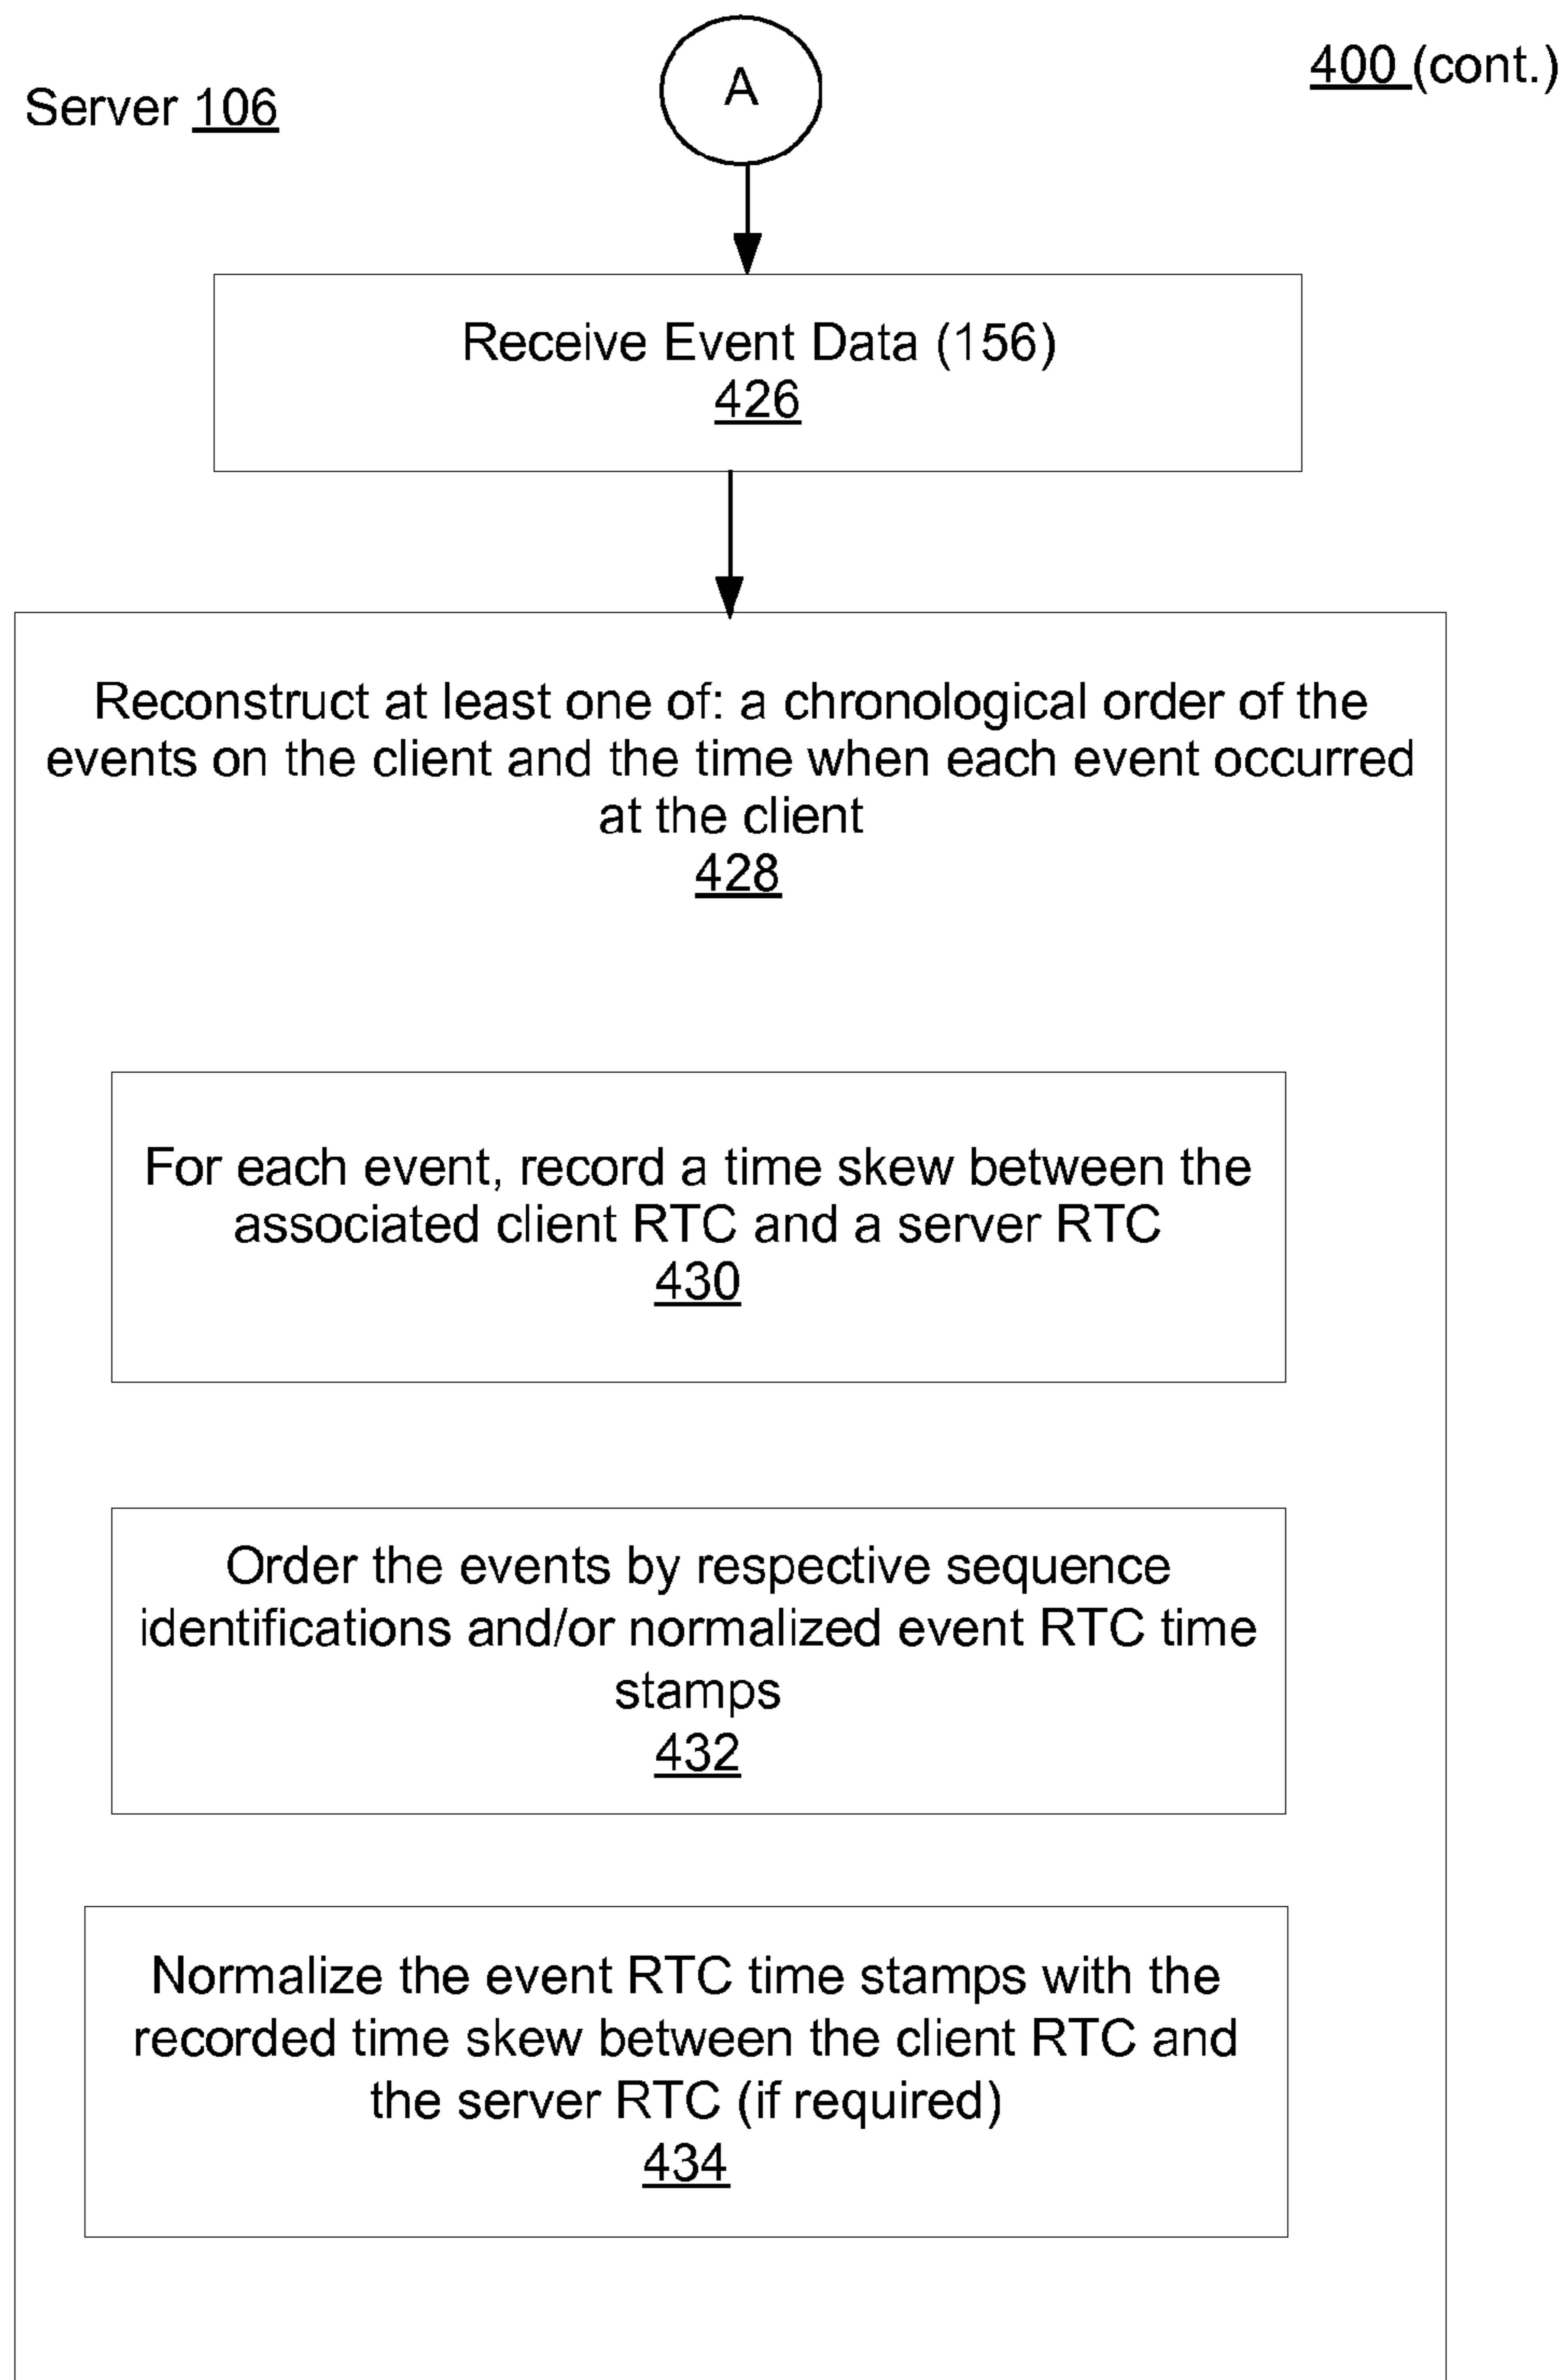 A
400 (cont.)
Server 106
Receive Event Data (156)
426
Reconstruct at least one of: a chronological order of the
events on the client and the time when each event occurred
at the client
428
For each event, record a time skew between the
associated client RTC and a server RTC
430
Order the events by respective sequence
identifications and/or normalized event RTC time
stamps
432
Normalize the event RTC time stamps with the
recorded time skew between the client RTC and
the server RTC (if required)
434